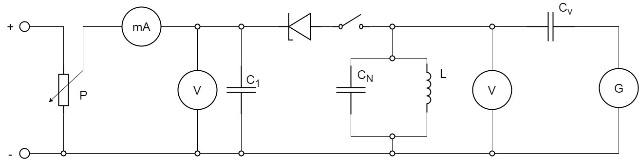 + mA Cv
C1 CN L
P V V G
-